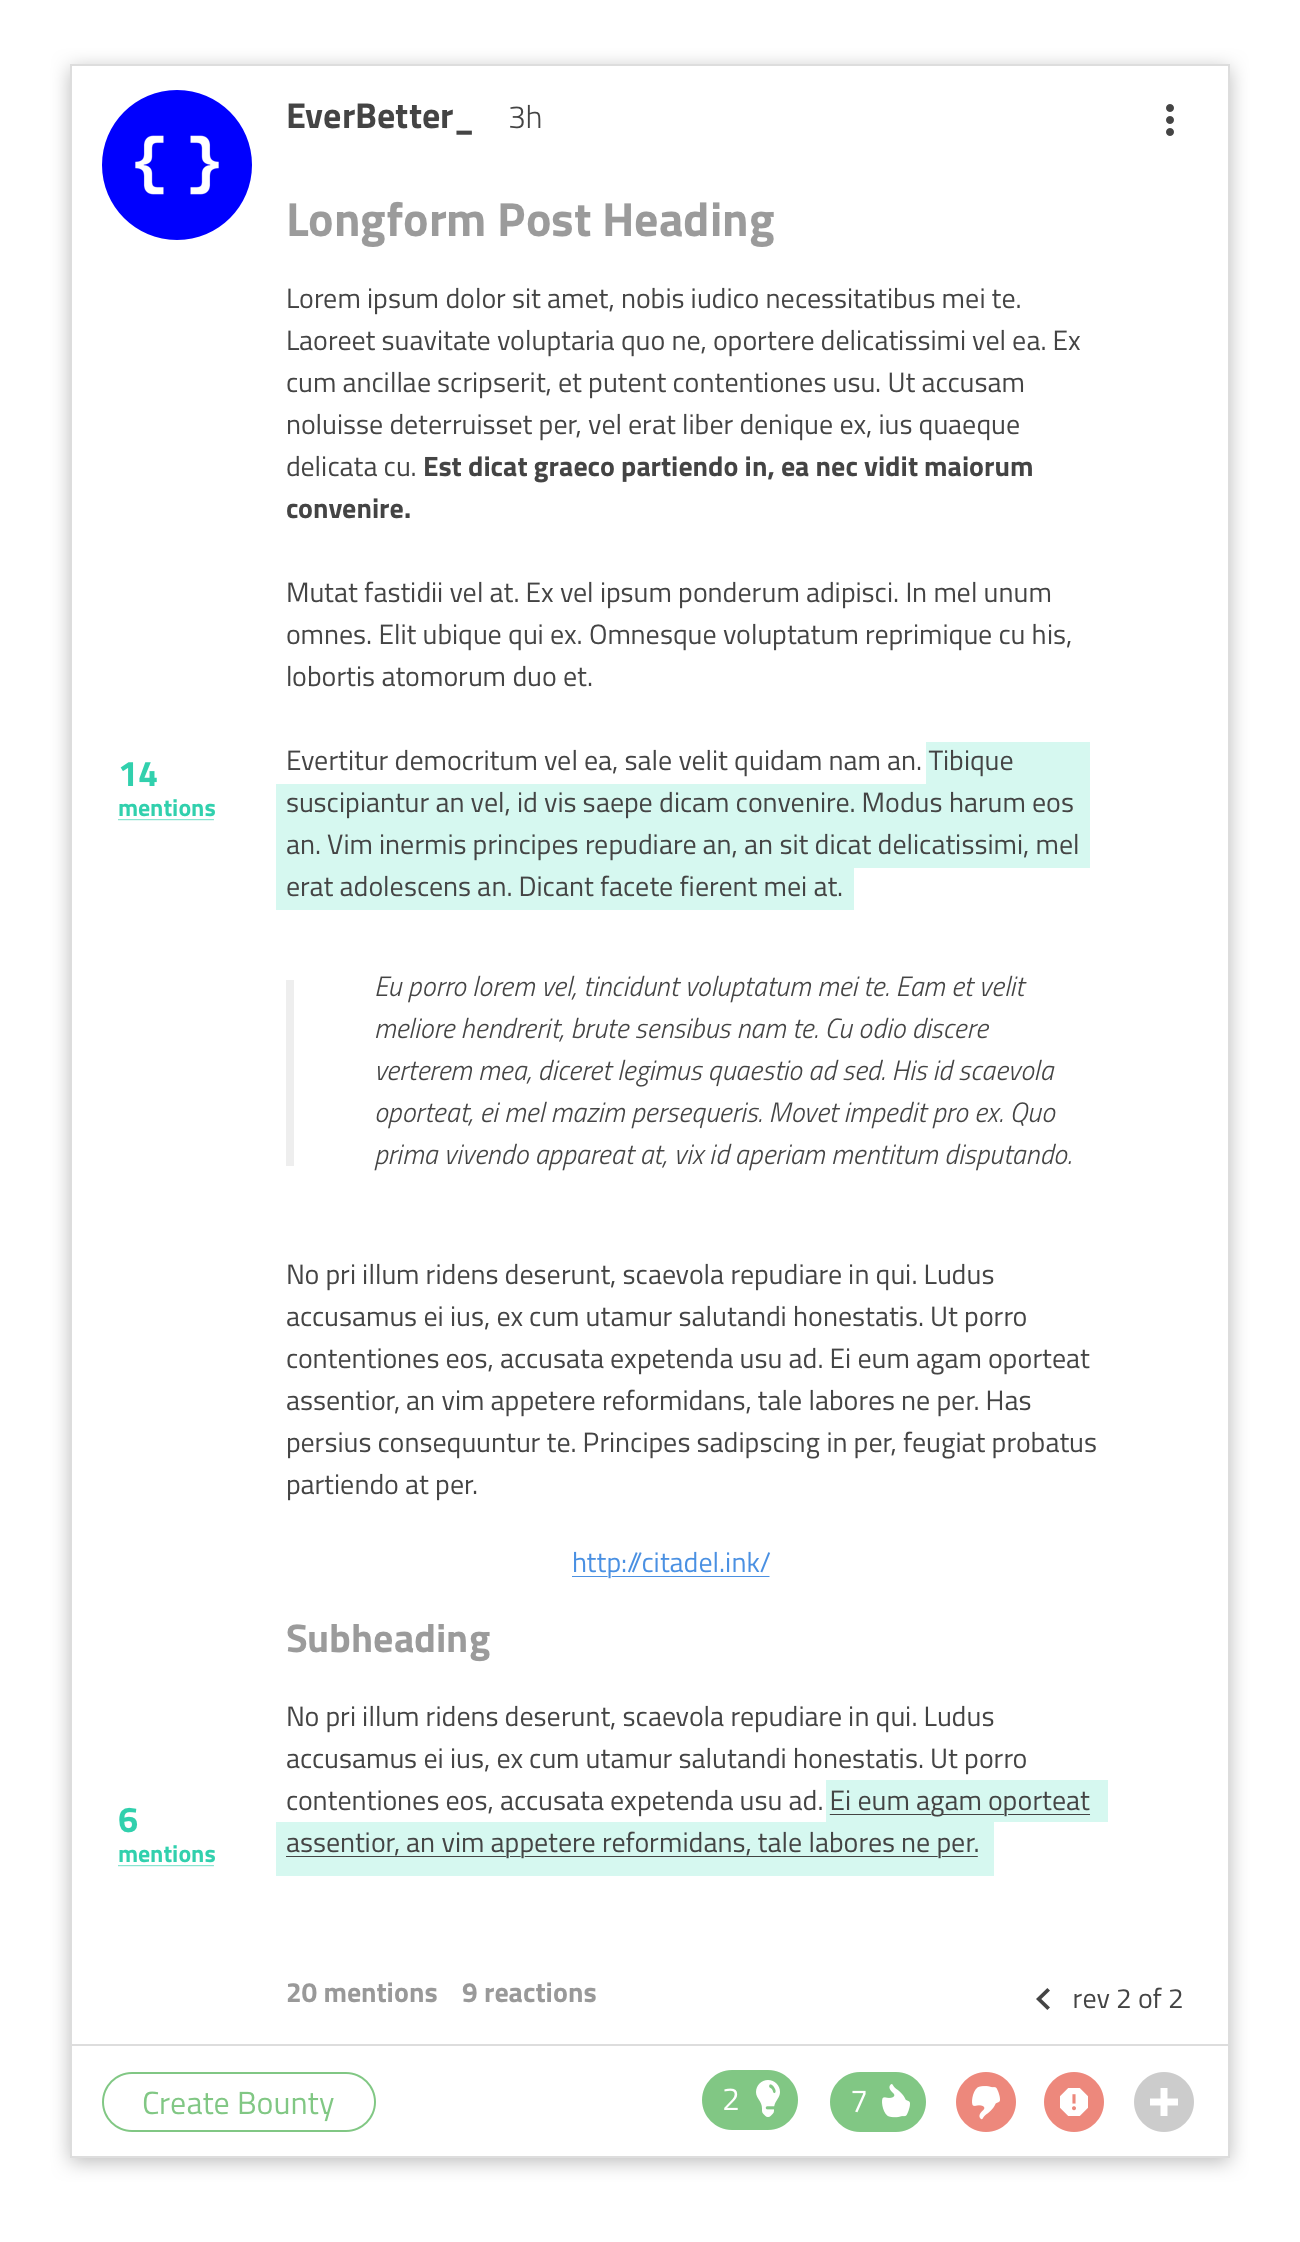 { }
EverBetter_ 3h
Longform Post Heading
Lorem ipsum dolor sit amet, nobis iudico necessitatibus mei te.
Laoreet suavitate voluptaria quo ne, oportere delicatissimi vel ea. Ex
cum ancillae scripserit, et putent contentiones usu. Ut accusam
noluisse deterruisset per, vel erat liber denique ex, ius quaeque
delicata cu. Est dicat graeco partiendo in, ea nec vidit maiorum
convenire.
Mutat fastidii vel at. Ex vel ipsum ponderum adipisci. In mel unum
omnes. Elit ubique qui ex. Omnesque voluptatum reprimique cu his,
lobortis atomorum duo et.
14
mentions
Evertitur democritum vel ea, sale velit quidam nam an. Tibique
suscipiantur an vel, id vis saepe dicam convenire. Modus harum eos
an. Vim inermis principes repudiare an, an sit dicat delicatissimi, mel
erat adolescens an. Dicant facete fierent mei at.
Eu porro lorem vel, tincidunt voluptatum mei te. Eam et velit
meliore hendrerit, brute sensibus nam te. Cu odio discere
verterem mea, diceret legimus quaestio ad sed. His id scaevola
oporteat, ei mel mazim persequeris. Movet impedit pro ex. Quo
prima vivendo appareat at, vix id aperiam mentitum disputando.
No pri illum ridens deserunt, scaevola repudiare in qui. Ludus
accusamus ei ius, ex cum utamur salutandi honestatis. Ut porro
contentiones eos, accusata expetenda usu ad. Ei eum agam oporteat
assentior, an vim appetere reformidans, tale labores ne per. Has
persius consequuntur te. Principes sadipscing in per, feugiat probatus
partiendo at per.
http://citadel.ink/
Subheading
No pri illum ridens deserunt, scaevola repudiare in qui. Ludus
accusamus ei ius, ex cum utamur salutandi honestatis. Ut porro
contentiones eos, accusata expetenda usu ad. Ei eum agam oporteat
assentior, an vim appetere reformidans, tale labores ne per.
6
mentions
20 mentions 9 reactions
rev 2 of 2
Create Bounty
2
7